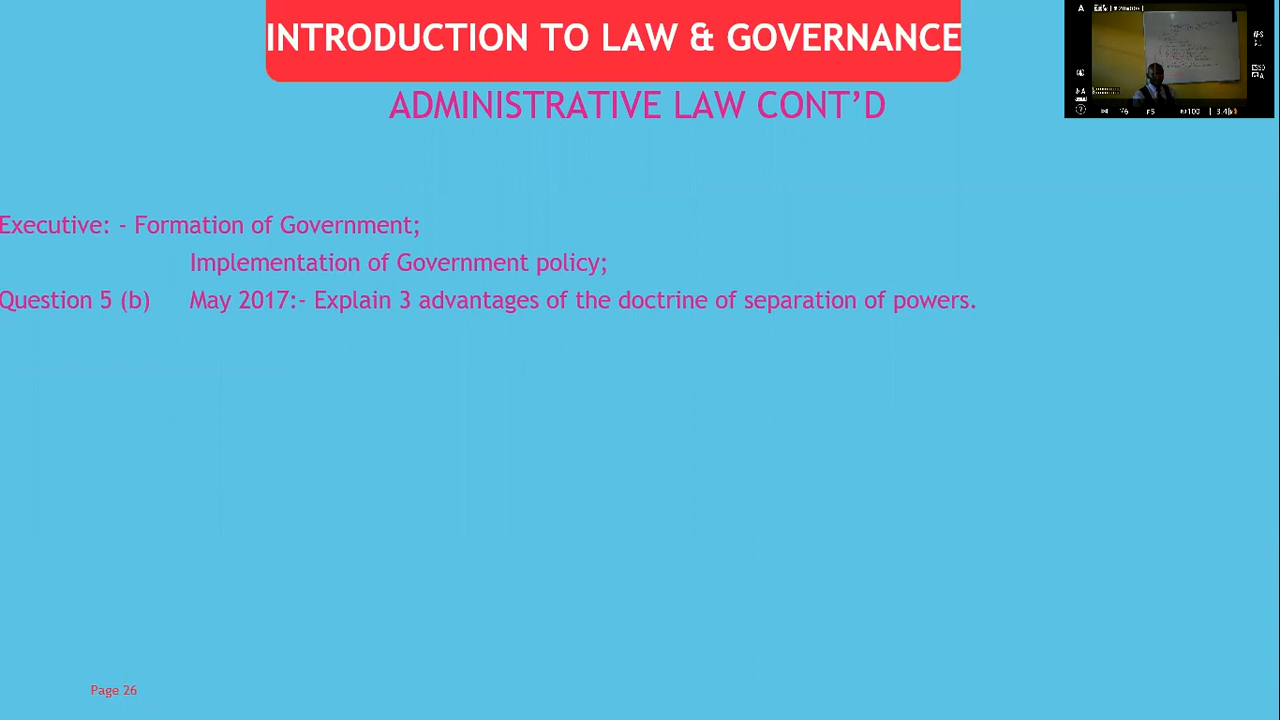 INTRODUCTION TO LAW & GOVERNANCE
ADMINISTRATIVE LAW CONT’D
Executive: - Formation of Government;
Implementation of Government policy;
Question 5 (b) May 2017:- Explain 3 advantages of the doctrine of separation of powers.
Page 26